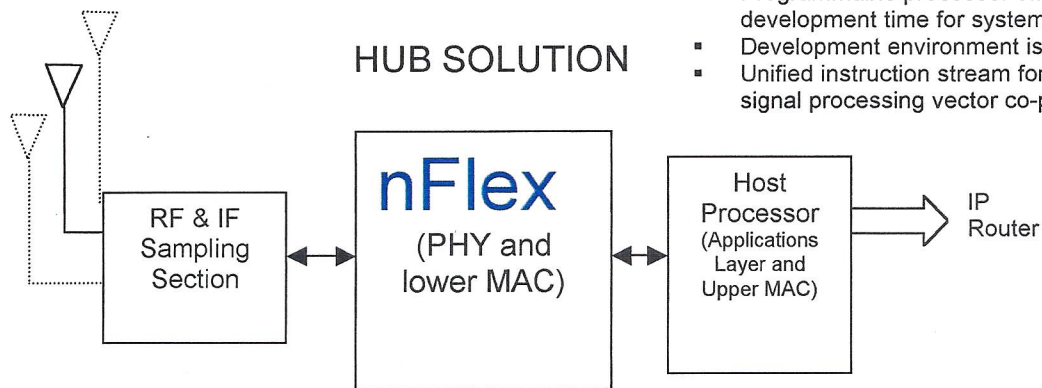 development time for system
▪ Development environment is
▪ Unified instruction stream for
signal processing vector co-p
HUB SOLUTION
RF & IF
Sampling
Section
nFlex
(PHY and
lower MAC)
Host
Processor
(Applications
Layer and
Upper MAC)
IP
Router